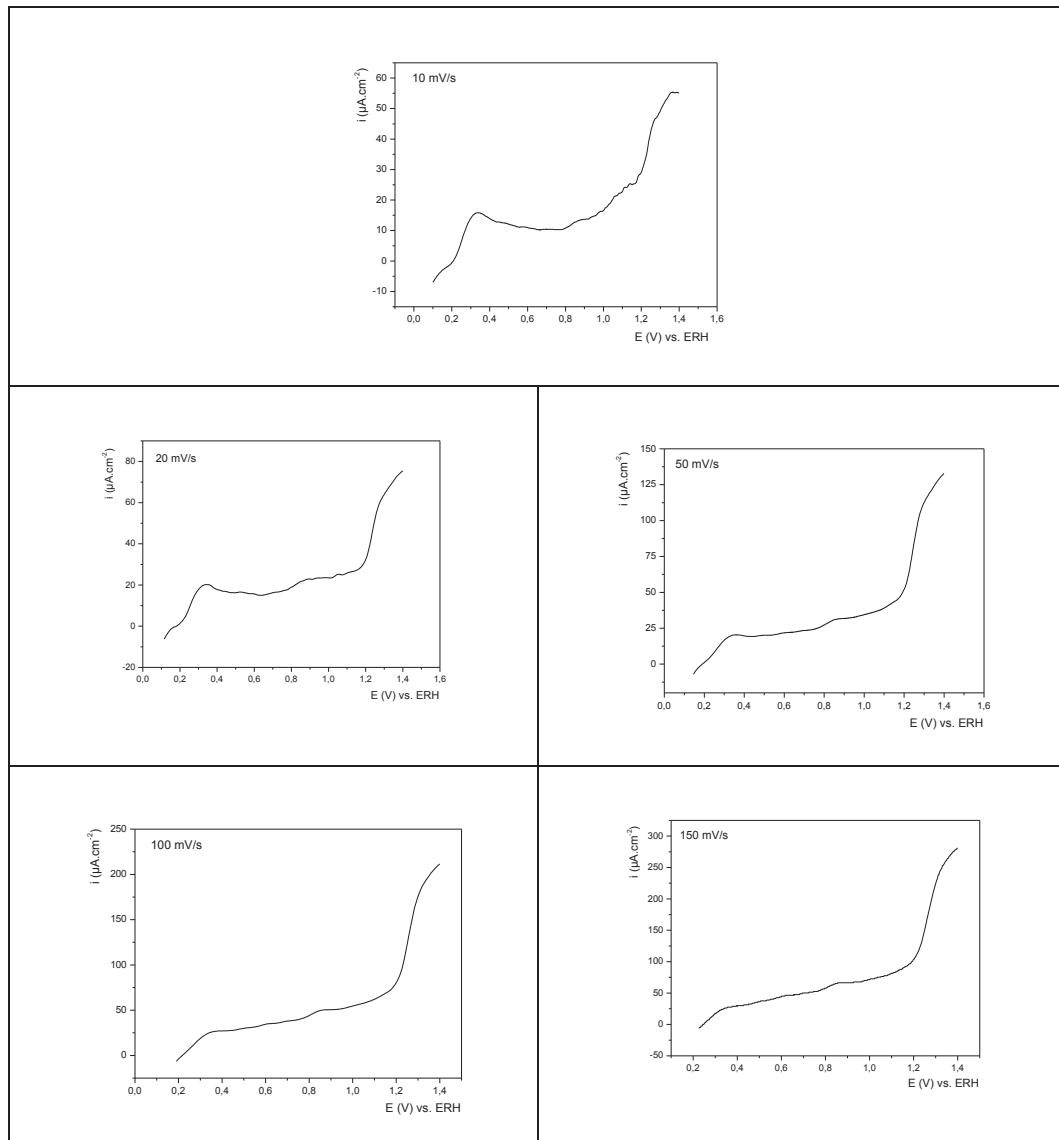 10 mV/s
i (µA.cm-2)
60
50
40
30
20
10
0
-10
0,0 0,2 0,4 0,6 0,8 1,0 1,2 1,4 1,6
E (V) vs. ERH
20 mV/s
i (µA.cm-2)
80
60
40
20
0
-20
0,0 0,2 0,4 0,6 0,8 1,0 1,2 1,4 1,6
E (V) vs. ERH
50 mV/s
i (µA.cm-2)
150
125
100
75
50
25
0
0,0 0,2 0,4 0,6 0,8 1,0 1,2 1,4 1,6
E (V) vs. ERH
100 mV/s
i (µA.cm-2)
250
200
150
100
50
0
0,0 0,2 0,4 0,6 0,8 1,0 1,2 1,4
E (V) vs. ERH
150 mV/s
i (µA.cm-2)
300
250
200
150
100
50
0
-50
0,2 0,4 0,6 0,8 1,0 1,2 1,4
E (V) vs. ERH